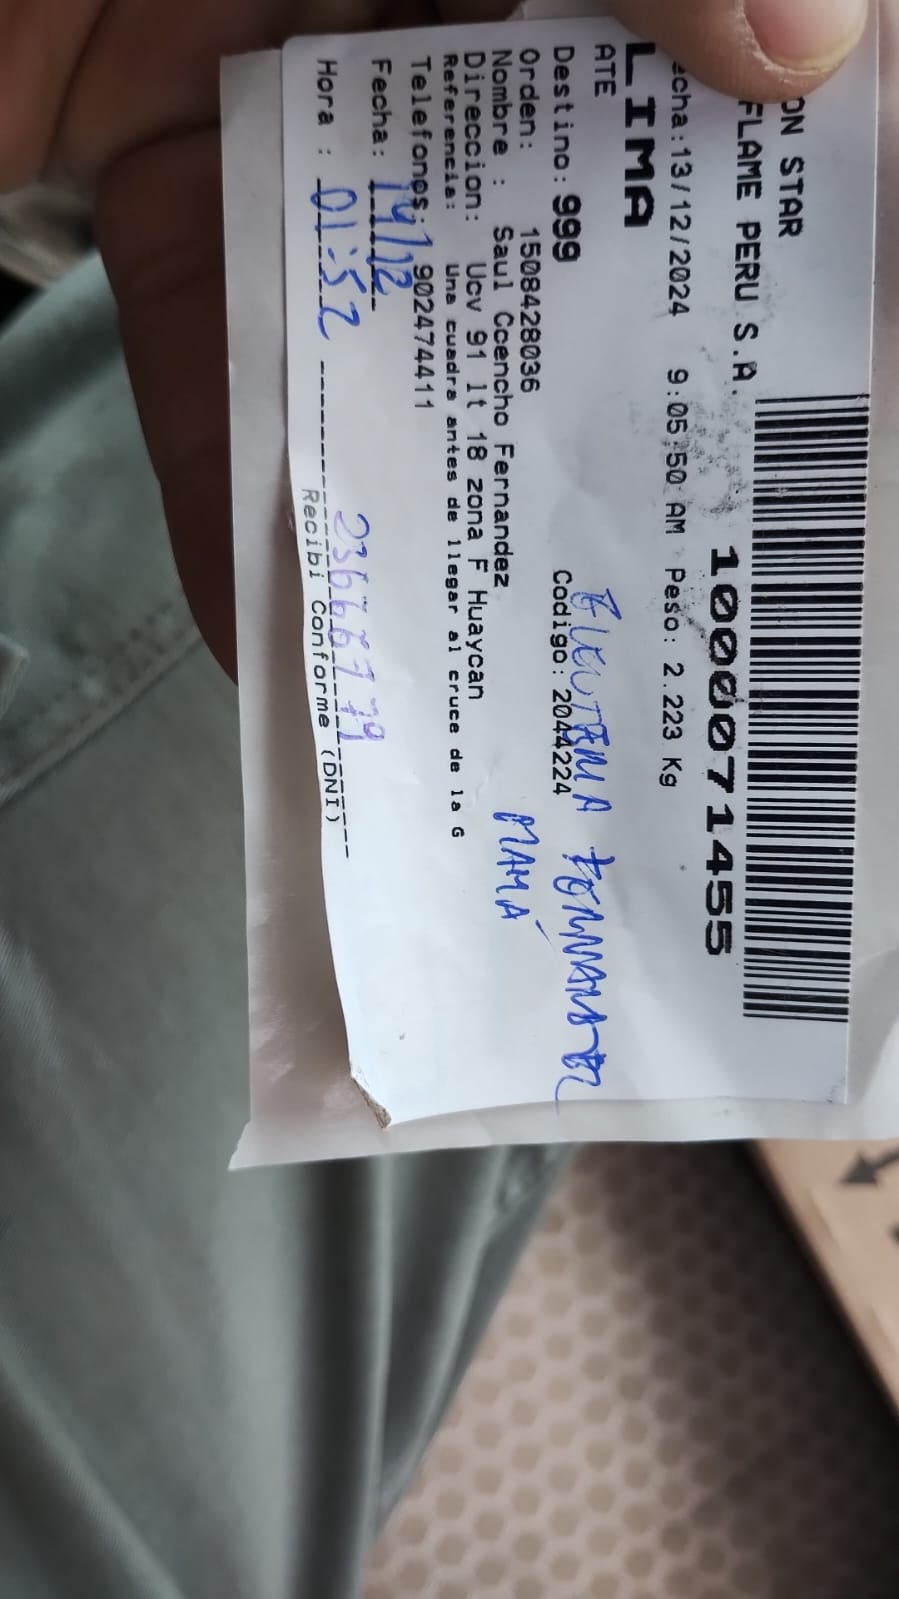 ON STAR
FLAME PERU S.A.
1000071455
echa:13/12/2024 9:05:50 AM Peso: 2.223 Kg
LIMA
ATE
Destino: 999 Codigo: 2044224
Orden: 1508428036
Nombre : Saul Ccencho Fernandez
MAMÁ
Direccion: Ucv 91 lt 18 zona F Huaycan
Referencia: Una cuadra antes de llegar al cruce de la G
Telefonos: 902474411
Fecha: 14/12
Hora : 01:52
Recibi Conforme (DNI)